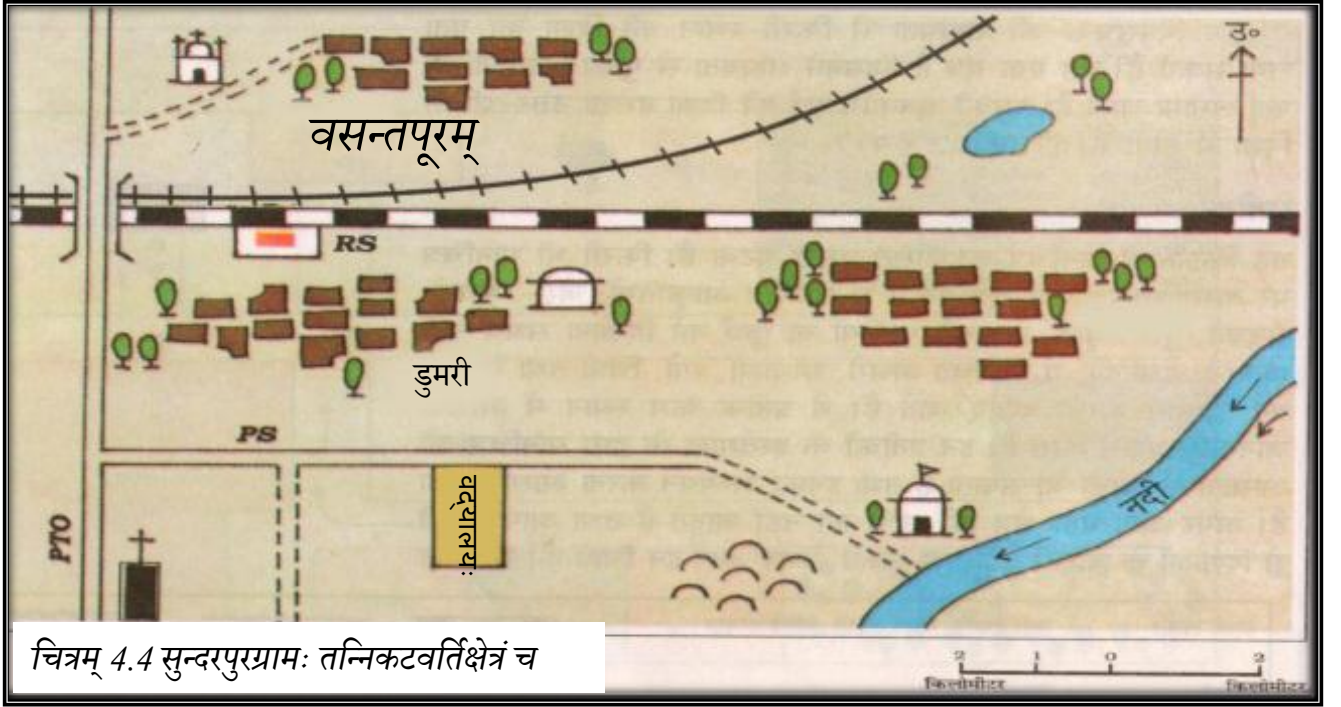 उ०
वसन्तपूरम्
RS
डुमरी
PS
PTO
वद्यालयः
नदी
चित्रम् 4.4 सुन्दरपुरग्रामः तन्निकटवर्तिक्षेत्रं च
2 1 0 2
किलोमीटर किलोमीटर